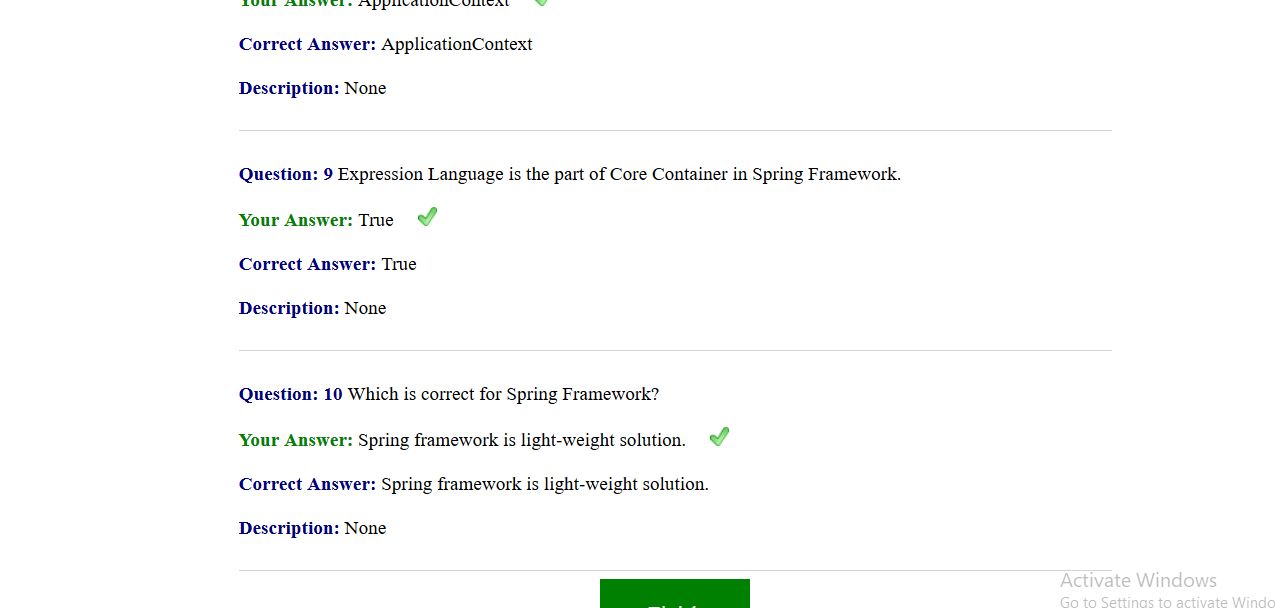 Your Answer: ApplicationContext
Correct Answer: ApplicationContext
Description: None
Question: 9 Expression Language is the part of Core Container in Spring Framework.
Your Answer: True
Correct Answer: True
Description: None
Question: 10 Which is correct for Spring Framework?
Your Answer: Spring framework is light-weight solution.
Correct Answer: Spring framework is light-weight solution.
Description: None
Activate Windows
Go to Settings to activate Windo